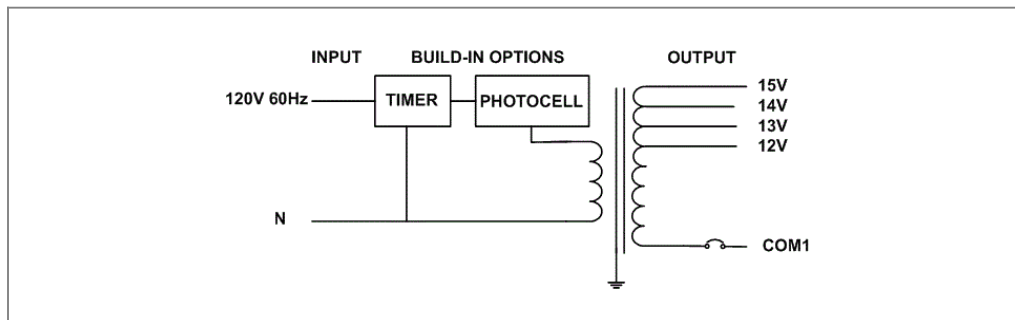 INPUT BUILD-IN OPTIONS OUTPUT
120V 60Hz TIMER PHOTOCELL 15V
14V
13V
12V
N
COM1